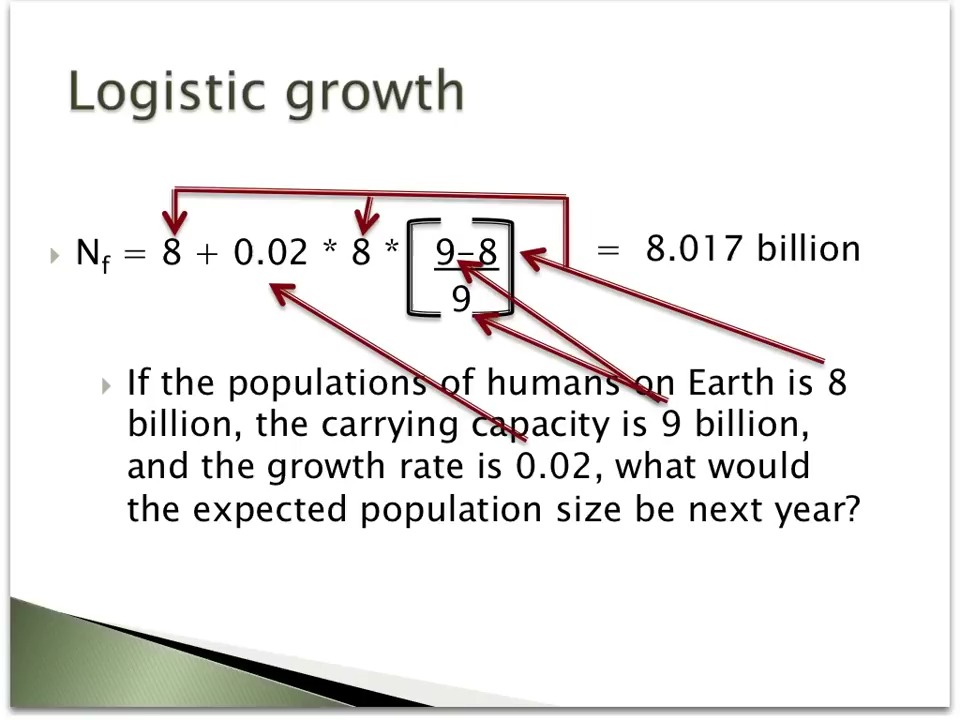 Logistic growth
N_f = 8 + 0.02 * 8 * [ 9-8 = 8.017 billion
9 ]
If the populations of humans on Earth is 8
billion, the carrying capacity is 9 billion,
and the growth rate is 0.02, what would
the expected population size be next year?